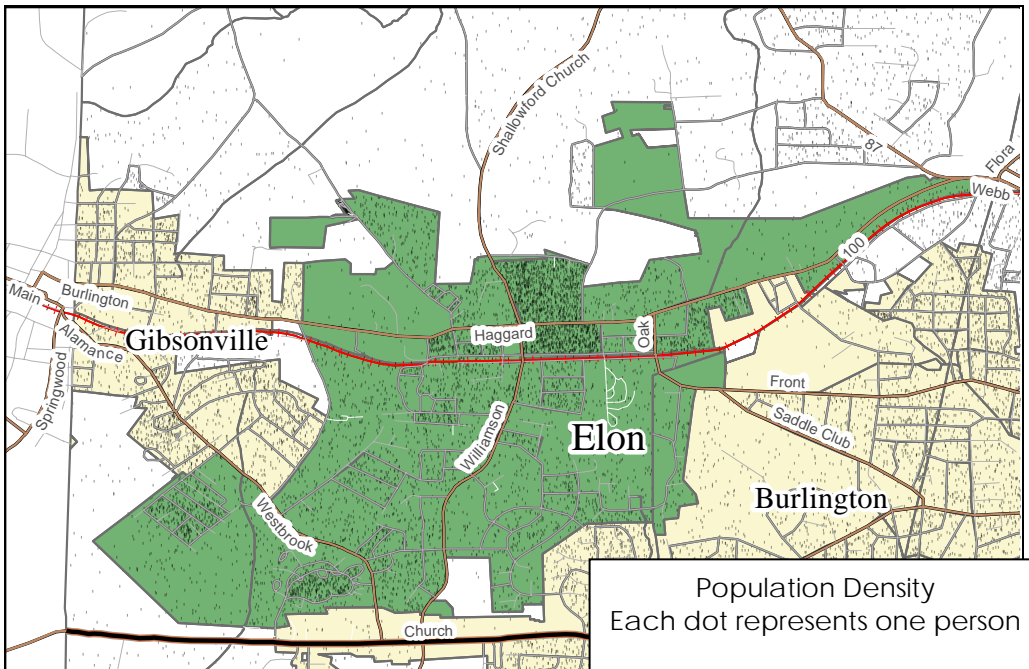 Shallowford Church
87
Flora
Webb
100
Main
Burlington
Alamance
Gibsonville
Haggard
Oak
Springwood
Front
Saddle Club
Williamson
Elon
Burlington
Westbrook
Church
Population Density
Each dot represents one person